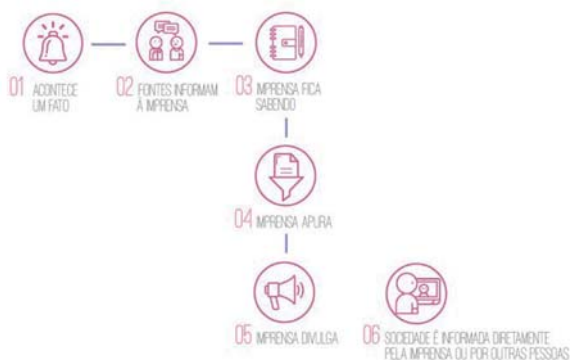 01 ACONTECE
UM FATO
02 FONTES INFORMAM
À IMPRENSA
03 IMPRENSA FICA
SABENDO
04 IMPRENSA APURA
05 IMPRENSA DIVULGA
06 SOCIEDADE É INFORMADA DIRETAMENTE
PELA IMPRENSA OU POR OUTRAS PESSOAS